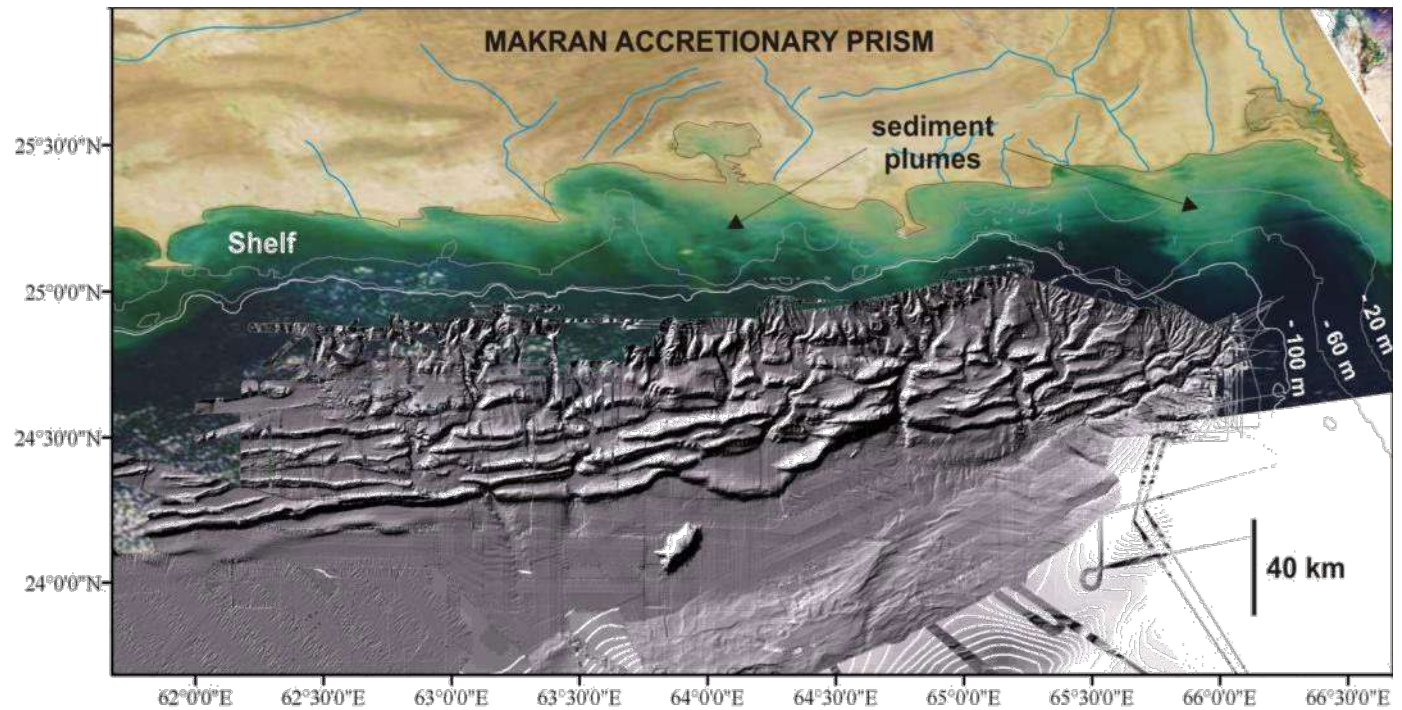 MAKRAN ACCRETIONARY PRISM
sediment
plumes
Shelf
25°30'0"N
25°0'0"N
24°30'0"N
24°0'0"N
- 20 m
- 60 m
- 100 m
40 km
62°0'0"E
62°30'0"E
63°0'0"E
63°30'0"E
64°0'0"E
64°30'0"E
65°0'0"E
65°30'0"E
66°0'0"E
66°30'0"E